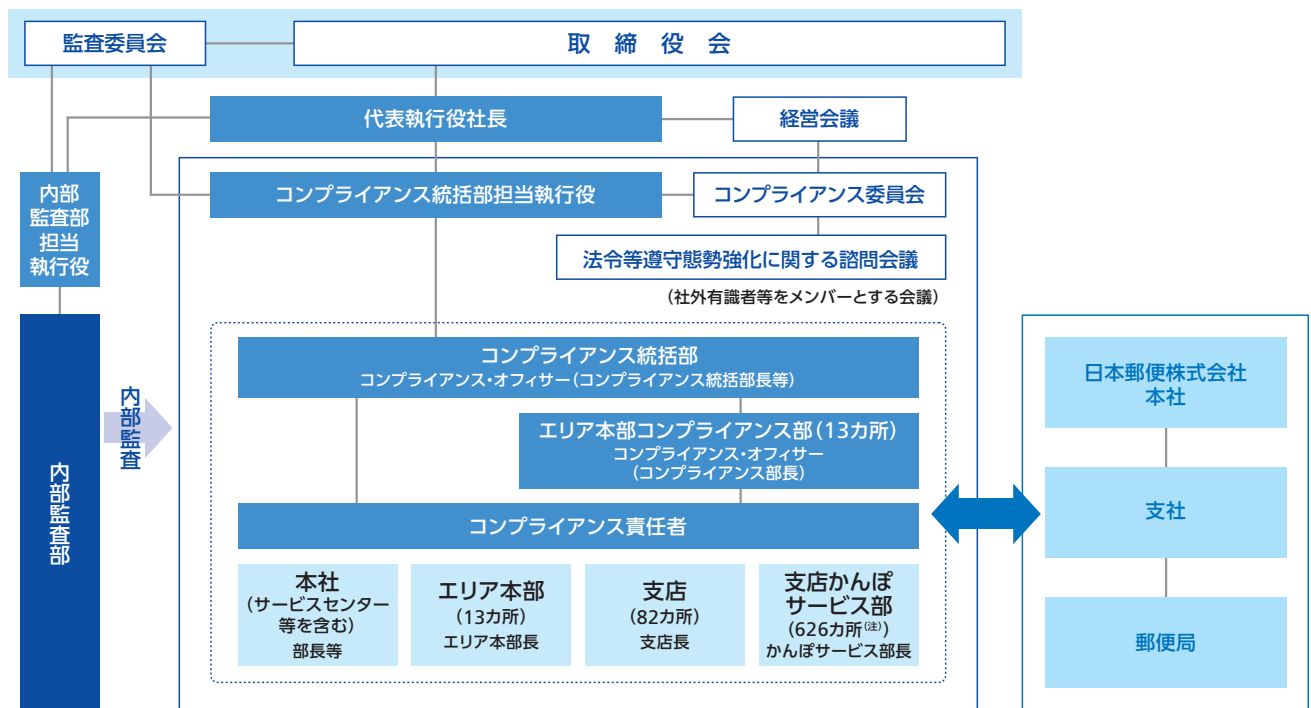 監査委員会
取締役会
代表執行役社長
経営会議
内部
監査部
担当
執行役
コンプライアンス統括部担当執行役
コンプライアンス委員会
法令等遵守態勢強化に関する諮問会議
(社外有識者等をメンバーとする会議)
内部監査部
内部監査
コンプライアンス統括部
コンプライアンス・オフィサー(コンプライアンス統括部長等)
エリア本部コンプライアンス部(13カ所)
コンプライアンス・オフィサー
(コンプライアンス部長)
コンプライアンス責任者
本社
(サービスセンター
等を含む)
部長等
エリア本部
(13カ所)
エリア本部長
支店
(82カ所)
支店長
支店かんぽ
サービス部
(626カ所(注))
かんぽサービス部長
日本郵便株式会社
本社
支社
郵便局